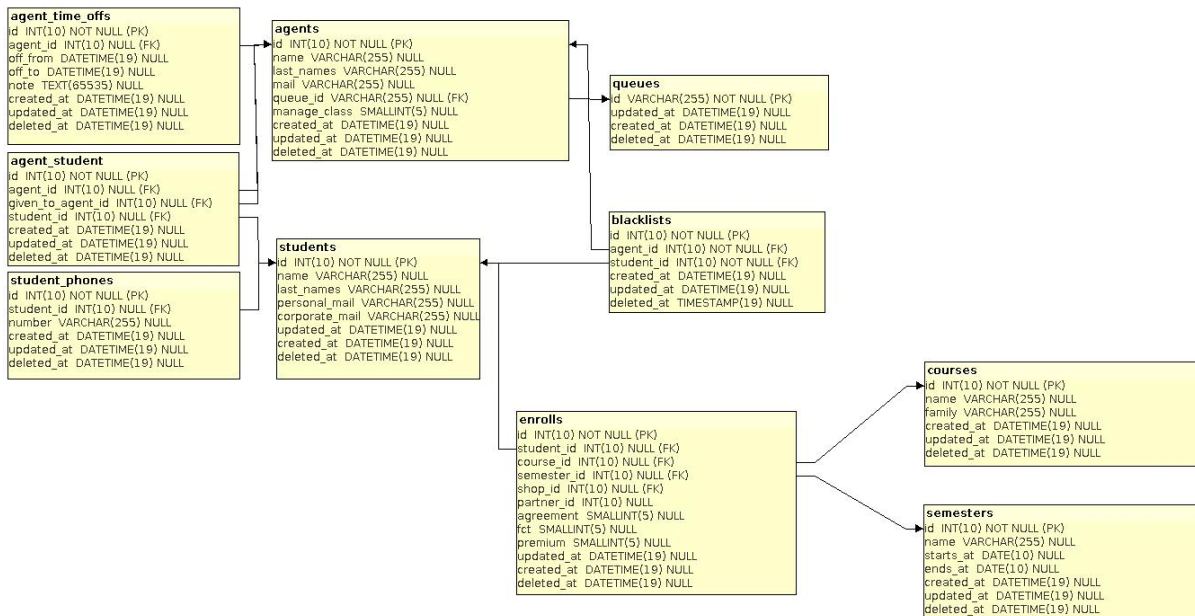 agent_time_offs
id INT(10) NOT NULL (PK)
agent_id INT(10) NULL (FK)
off_from DATETIME(19) NULL
off_to DATETIME(19) NULL
note TEXT(65535) NULL
created_at DATETIME(19) NULL
updated_at DATETIME(19) NULL
deleted_at DATETIME(19) NULL
agents
id INT(10) NOT NULL (PK)
name VARCHAR(255) NULL
last_names VARCHAR(255) NULL
mail VARCHAR(255) NULL
queue_id VARCHAR(255) NULL (FK)
manage_class SMALLINT(5) NULL
created_at DATETIME(19) NULL
updated_at DATETIME(19) NULL
deleted_at DATETIME(19) NULL
queues
id VARCHAR(255) NOT NULL (PK)
updated_at DATETIME(19) NULL
created_at DATETIME(19) NULL
deleted_at DATETIME(19) NULL
agent_student
id INT(10) NOT NULL (PK)
agent_id INT(10) NULL (FK)
given_to_agent_id INT(10) NULL (FK)
student_id INT(10) NULL (FK)
created_at DATETIME(19) NULL
updated_at DATETIME(19) NULL
deleted_at DATETIME(19) NULL
students
id INT(10) NOT NULL (PK)
name VARCHAR(255) NULL
last_names VARCHAR(255) NULL
personal_mail VARCHAR(255) NULL
corporate_mail VARCHAR(255) NULL
updated_at DATETIME(19) NULL
created_at DATETIME(19) NULL
deleted_at DATETIME(19) NULL
blacklists
id INT(10) NOT NULL (PK)
agent_id INT(10) NOT NULL (FK)
student_id INT(10) NOT NULL (FK)
created_at DATETIME(19) NULL
updated_at DATETIME(19) NULL
deleted_at TIMESTAMP(19) NULL
student_phones
id INT(10) NOT NULL (PK)
student_id INT(10) NULL (FK)
number VARCHAR(255) NULL
created_at DATETIME(19) NULL
updated_at DATETIME(19) NULL
deleted_at DATETIME(19) NULL
enrolls
id INT(10) NOT NULL (PK)
student_id INT(10) NULL (FK)
course_id INT(10) NULL (FK)
semester_id INT(10) NULL (FK)
shop_id INT(10) NULL (FK)
partner_id INT(10) NULL
agreement SMALLINT(5) NULL
fct SMALLINT(5) NULL
premium SMALLINT(5) NULL
updated_at DATETIME(19) NULL
created_at DATETIME(19) NULL
deleted_at DATETIME(19) NULL
courses
id INT(10) NOT NULL (PK)
name VARCHAR(255) NULL
family VARCHAR(255) NULL
created_at DATETIME(19) NULL
updated_at DATETIME(19) NULL
deleted_at DATETIME(19) NULL
semesters
id INT(10) NOT NULL (PK)
name VARCHAR(255) NULL
starts_at DATE(10) NULL
ends_at DATE(10) NULL
created_at DATETIME(19) NULL
updated_at DATETIME(19) NULL
deleted_at DATETIME(19) NULL